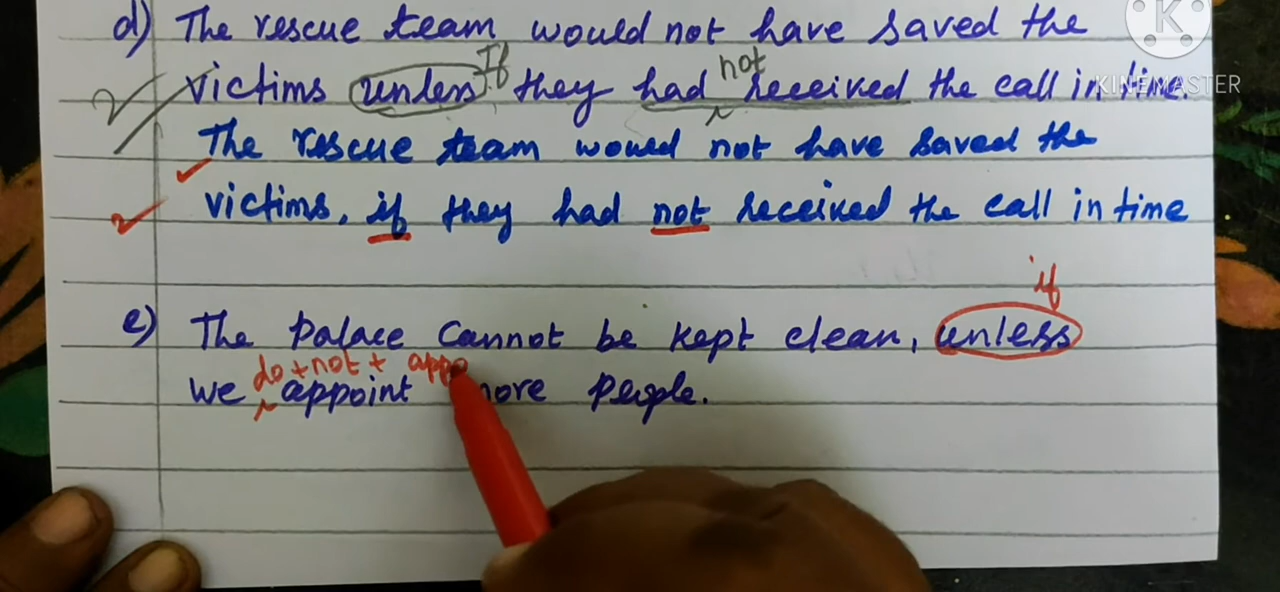 d) The rescue team would not have saved the
If not
victims unless they had received the call in time.
The rescue team would not have saved the
victims, if they had not received the call in time
if
e) The Palace cannot be kept clean, unless
do + not + appo
we appoint more people.
K
KINEMASTER